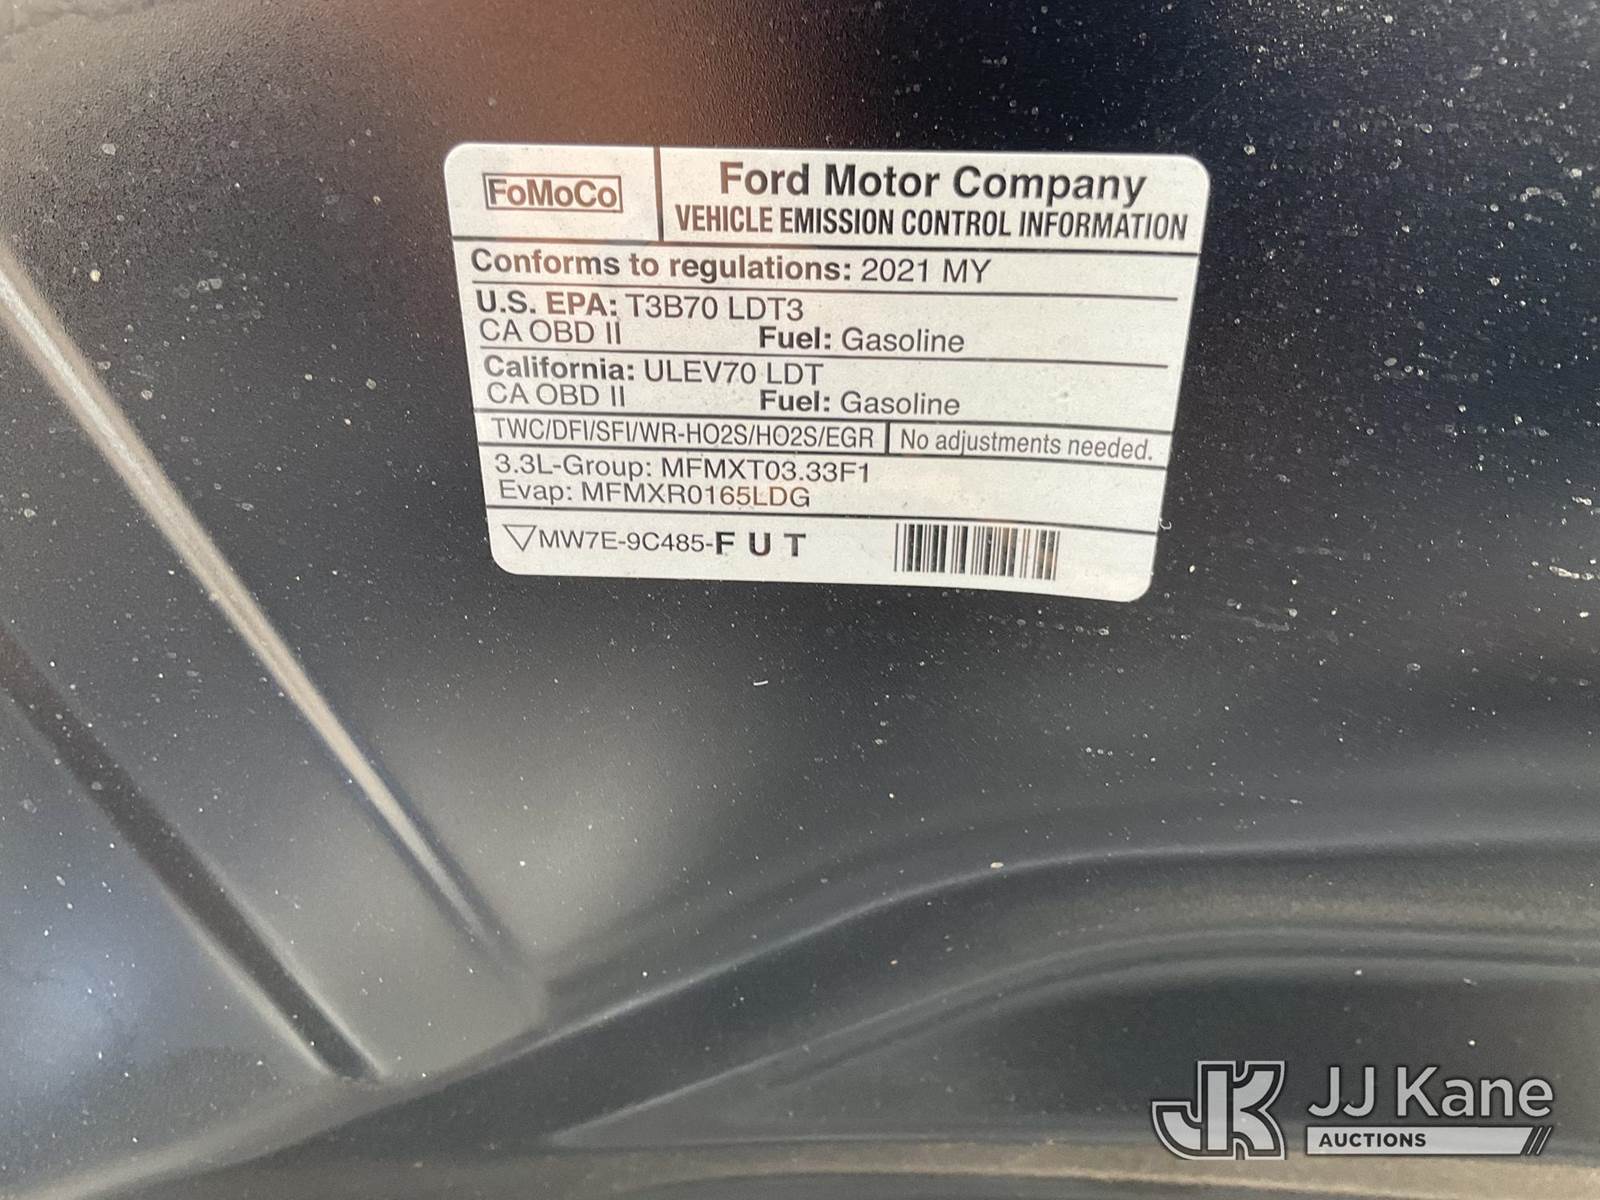 FoMoCo
Ford Motor Company
VEHICLE EMISSION CONTROL INFORMATION
Conforms to regulations: 2021 MY
U.S. EPA: T3B70 LDT3
CA OBD II Fuel: Gasoline
California: ULEV70 LDT
CA OBD II Fuel: Gasoline
TWC/DFI/SFI/WR-HO2S/HO2S/EGR No adjustments needed.
3.3L-Group: MFMXT03.33F1
Evap: MFMXR0165LDG
MW7E-9C485-FUT
JK JJ Kane
AUCTIONS